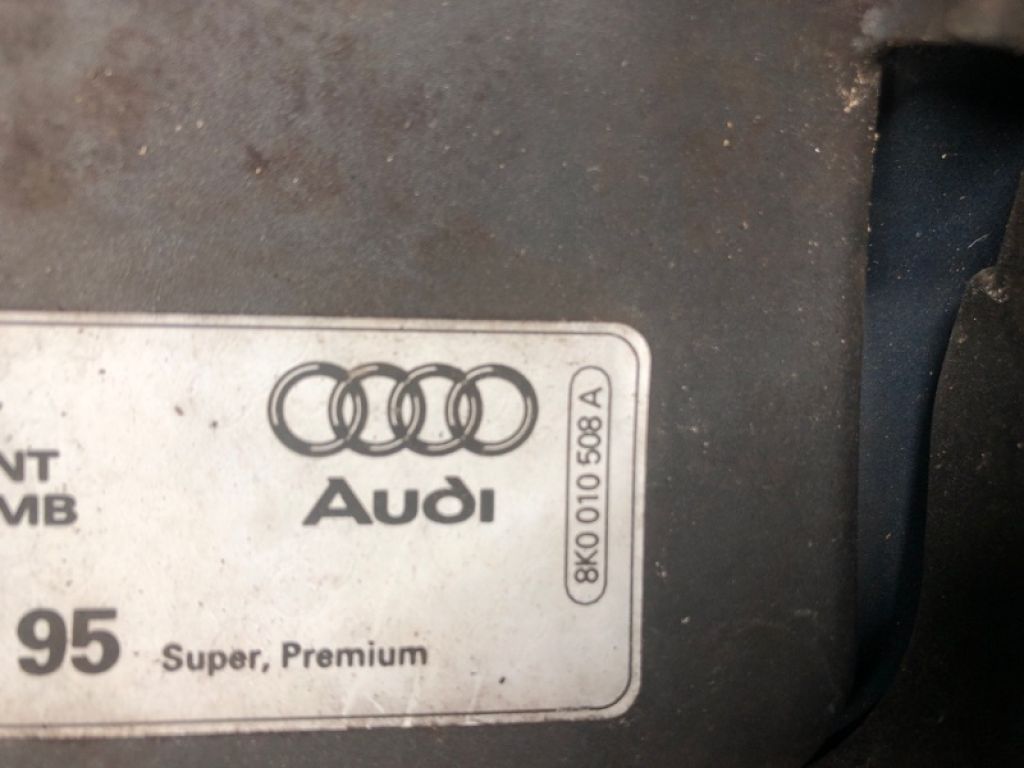 NT
MB
Audi
8K0 010 508 A
95 Super, Premium